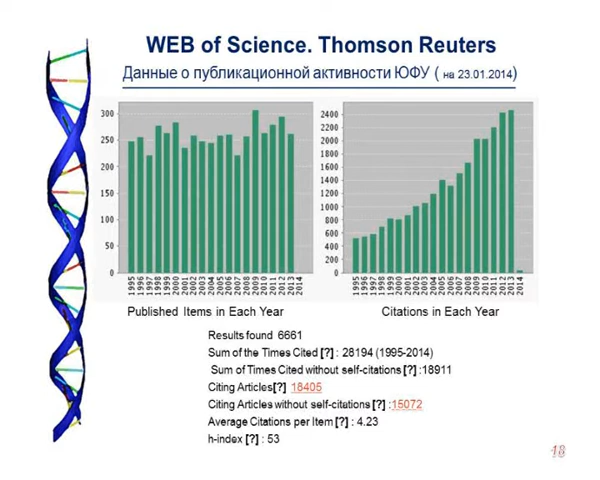 WEB of Science. Thomson Reuters
Данные о публикационной активности ЮФУ ( на 23.01.2014)
300
250
200
150
100
50
0
1995 1996 1997 1998 1999 2000 2001 2002 2003 2004 2005 2006 2007 2008 2009 2010 2011 2012 2013 2014
Published Items in Each Year
2400
2200
2000
1800
1600
1400
1200
1000
800
600
400
200
0
1995 1996 1997 1998 1999 2000 2001 2002 2003 2004 2005 2006 2007 2008 2009 2010 2011 2012 2013 2014
Citations in Each Year
Results found 6661
Sum of the Times Cited [?] : 28194 (1995-2014)
Sum of Times Cited without self-citations [?] :18911
Citing Articles[?] 18405
Citing Articles without self-citations [?] :15072
Average Citations per Item [?] : 4.23
h-index [?] : 53
18